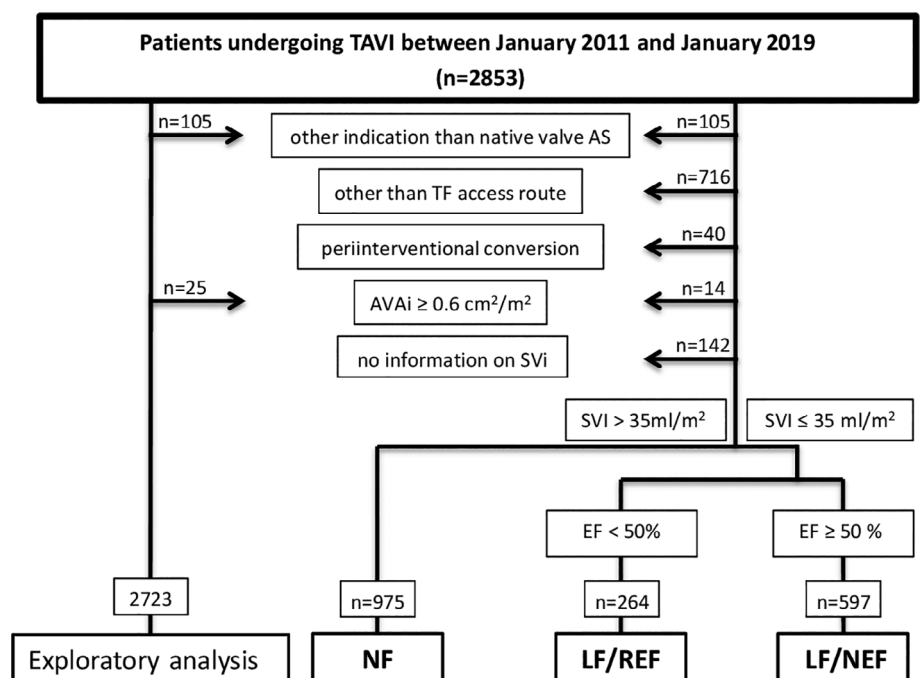 Patients undergoing TAVI between January 2011 and January 2019
(n=2853)
n=105
other indication than native valve AS
n=105
other than TF access route
n=716
periinterventional conversion
n=40
n=25
AVAi ≥ 0.6 cm²/m²
n=14
no information on SVi
n=142
SVI > 35ml/m²
SVI ≤ 35 ml/m²
EF < 50%
EF ≥ 50 %
2723
n=975
n=264
n=597
Exploratory analysis
NF
LF/REF
LF/NEF